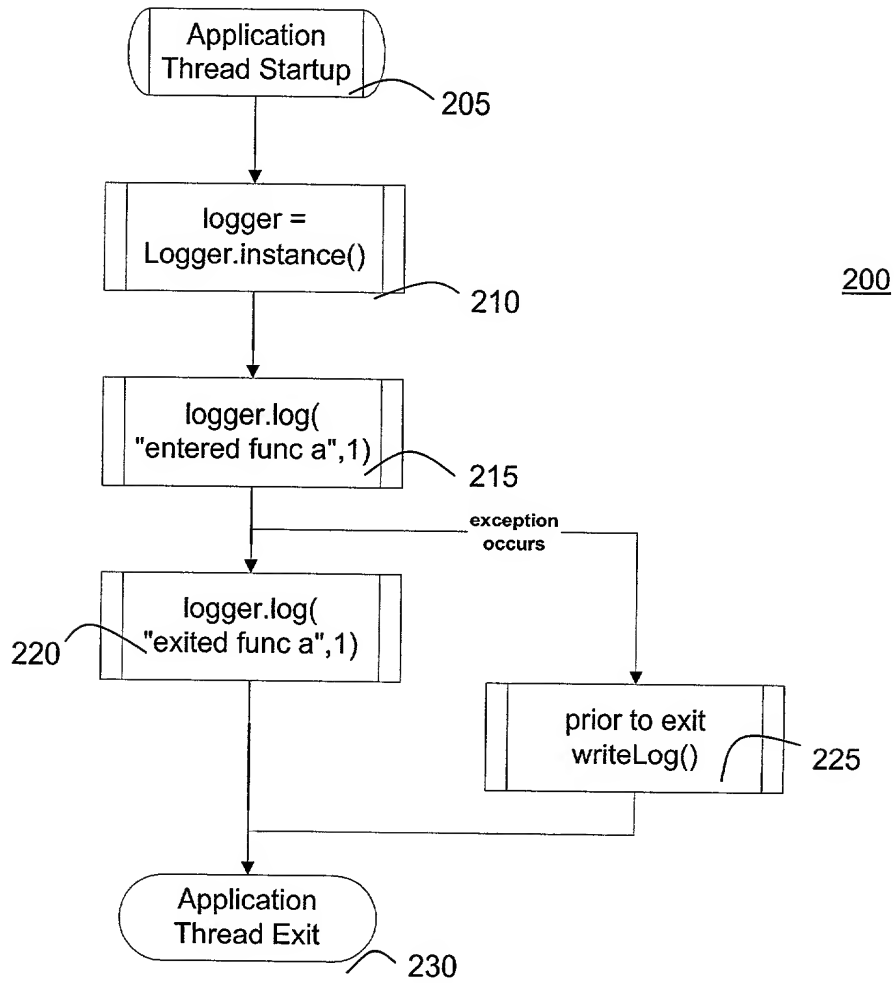 Application
Thread Startup
205
logger =
Logger.instance()
210
200
logger.log(
"entered func a",1)
215
exception
occurs
logger.log(
"exited func a",1)
220
prior to exit
writeLog()
225
Application
Thread Exit
230